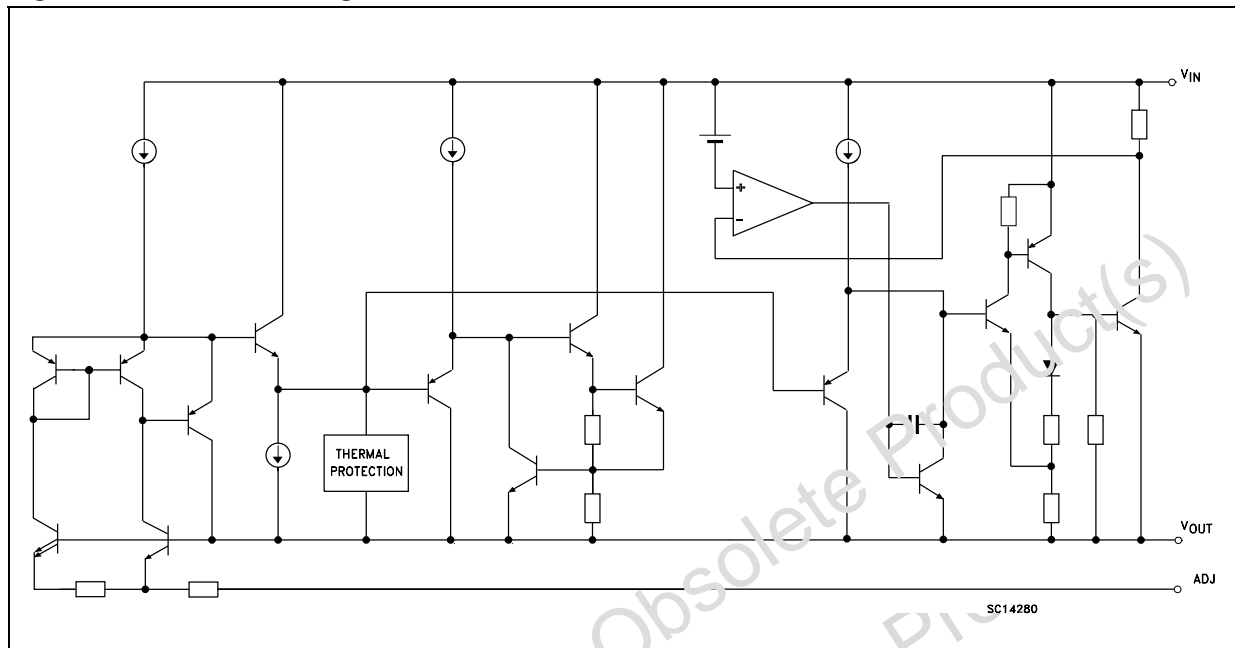 VIN
+
-
THERMAL
PROTECTION
VOUT
ADJ
SC14280
Obsolete Product(s)